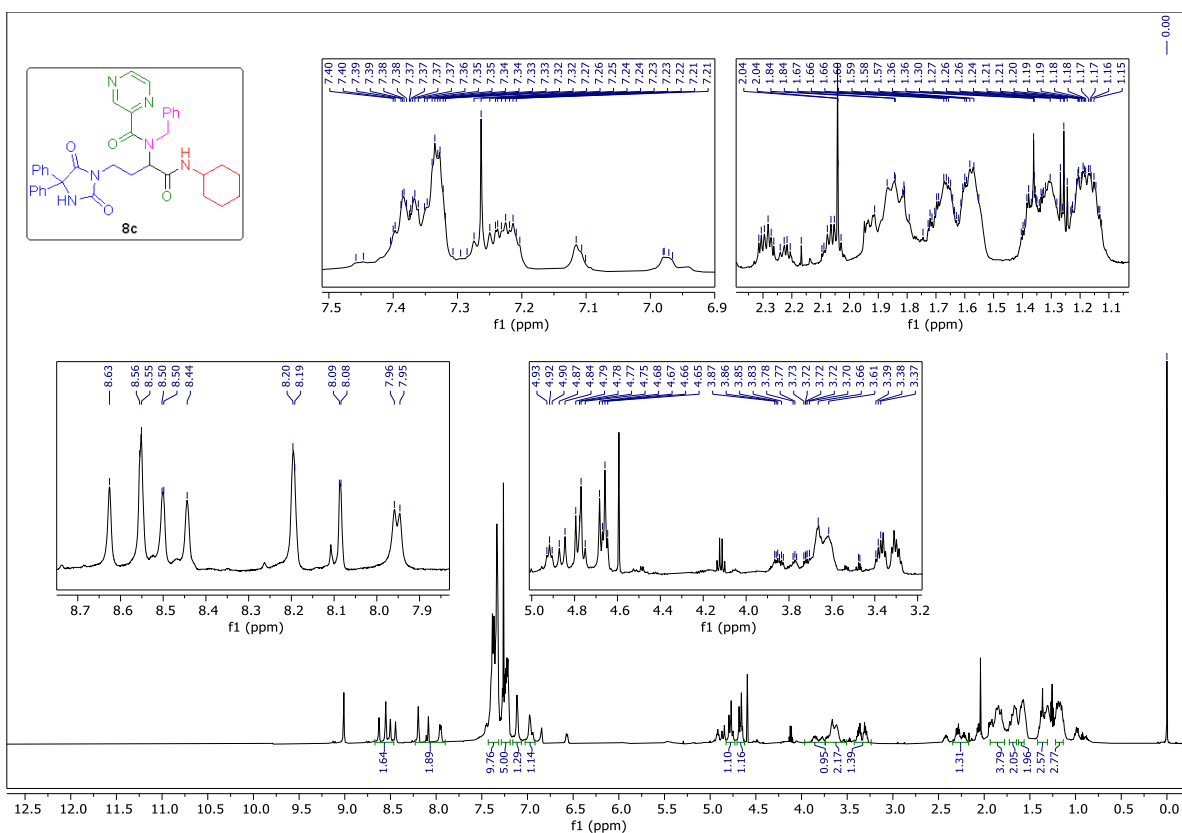 0.00
7.40 7.40 7.39 7.39 7.38 7.38 7.37 7.37 7.37 7.37 7.36 7.35 7.35 7.34 7.34 7.33 7.33 7.32 7.32 7.27 7.26 7.25 7.24 7.24 7.23 7.23 7.22 7.21 7.21
2.04 2.04 1.84 1.84 1.67 1.66 1.66 1.60 1.59 1.58 1.57 1.36 1.36 1.30 1.27 1.26 1.26 1.24 1.21 1.21 1.20 1.19 1.19 1.18 1.18 1.17 1.17 1.16 1.15
N
N
Ph
O
N
H
N
O
Ph
N
O
Ph
HN
O
8c
7.5 7.4 7.3 7.2 7.1 7.0 6.9
f1 (ppm)
2.3 2.2 2.1 2.0 1.9 1.8 1.7 1.6 1.5 1.4 1.3 1.2 1.1
f1 (ppm)
8.63 8.56 8.55 8.50 8.50 8.44 8.20 8.19 8.09 8.08 7.96 7.95
4.93 4.92 4.90 4.87 4.84 4.79 4.78 4.77 4.75 4.68 4.67 4.66 4.65 3.87 3.86 3.85 3.83 3.78 3.77 3.73 3.72 3.72 3.72 3.70 3.66 3.61 3.39 3.38 3.37
8.7 8.6 8.5 8.4 8.3 8.2 8.1 8.0 7.9
f1 (ppm)
5.0 4.8 4.6 4.4 4.2 4.0 3.8 3.6 3.4 3.2
f1 (ppm)
1.64 1.89 9.76 5.00 1.29 1.14 1.10 1.16 0.95 2.17 1.39 1.31 3.79 2.05 1.96 2.57 2.77
12.5 12.0 11.5 11.0 10.5 10.0 9.5 9.0 8.5 8.0 7.5 7.0 6.5 6.0 5.5 5.0 4.5 4.0 3.5 3.0 2.5 2.0 1.5 1.0 0.5 0.0
f1 (ppm)